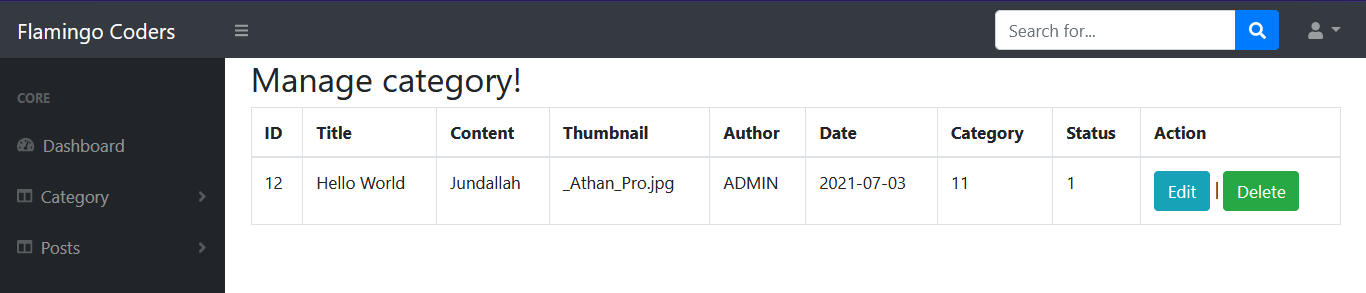 Flamingo Coders
Search for...
CORE
Dashboard
Category
Posts
Manage category!
ID Title Content Thumbnail Author Date Category Status Action
12 Hello World Jundallah _Athan_Pro.jpg ADMIN 2021-07-03 11 1 Edit | Delete